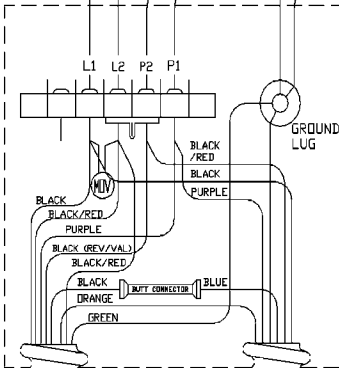 L1 L2 P2 P1
GROUND
LUG
BLACK
/RED
MOV
BLACK
PURPLE
BLACK
BLACK/RED
PURPLE
BLACK (REV/VAL)
BLACK/RED
BLACK
BUTT CONNECTOR
BLUE
ORANGE
GREEN